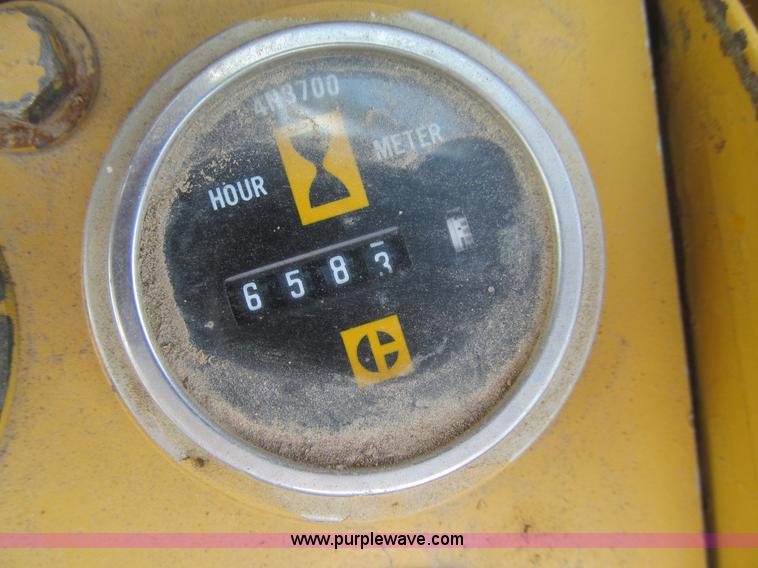 4N3700
HOUR METER
6583
www.purplewave.com